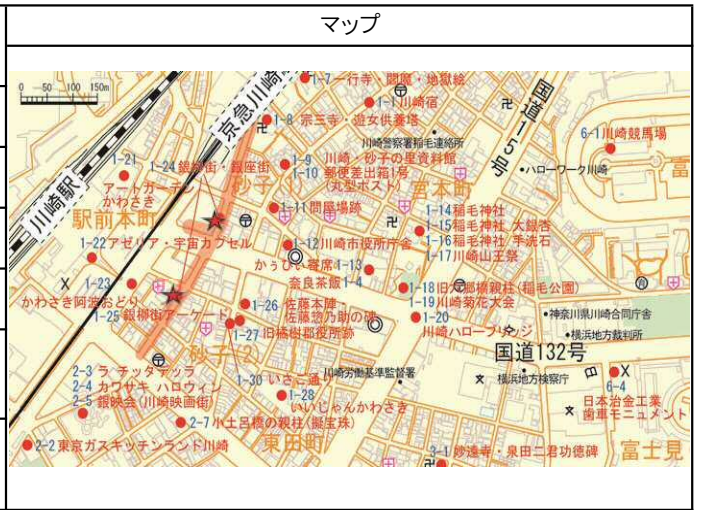 マップ
0 50 100 150m
京急川崎
1-7 一行寺・閻魔・地獄絵
1-1 川崎宿
国道15号
1-8 宗三寺・遊女供養塔
川崎警察署稲毛連絡所
6-1 川崎競馬場
富
ハローワーク川崎
1-21
アートガーデン
かわさき
1-24 銀柳街・銀座街
砂子(1)
1-9 川崎・砂子の里資料館
1-10 郵便差出箱1号
(丸型ポスト)
宮本町
川崎駅
駅前本町
1-11 問屋場跡
1-14 稲毛神社
1-15 稲毛神社 大銀杏
1-16 稲毛神社 手洗石
1-17 川崎山王祭
1-22 アゼリア・宇宙カプセル
1-12 川崎市役所庁舎
かぅひぃ寄席 1-13
奈良茶飯 1-4
1-23
かわさき阿波おどり
1-18 旧六郷橋親柱(稲毛公園)
1-19 川崎菊花大会
1-20
川崎ハローブリッジ
1-25 銀柳街アーケード
1-26 佐藤本陣・
佐藤惣乃助の碑
1-27 旧橘樹郡役所跡
神奈川県川崎合同庁舎
横浜地方裁判所
国道132号
砂子(2)
2-3 ラ チッタデッラ
2-4 カワサキ ハロウィン
2-5 銀映会(川崎映画街)
1-30 いさご通り
川崎労働基準監督署
横浜地方検察庁
6-4
日本冶金工業
歯車モニュメント
1-28
いいじゃんかわさき
2-7 小土呂橋の親柱(擬宝珠)
2-2 東京ガスキッチンランド川崎
東田町
3-1 妙遠寺・泉田二君功徳碑
富士見